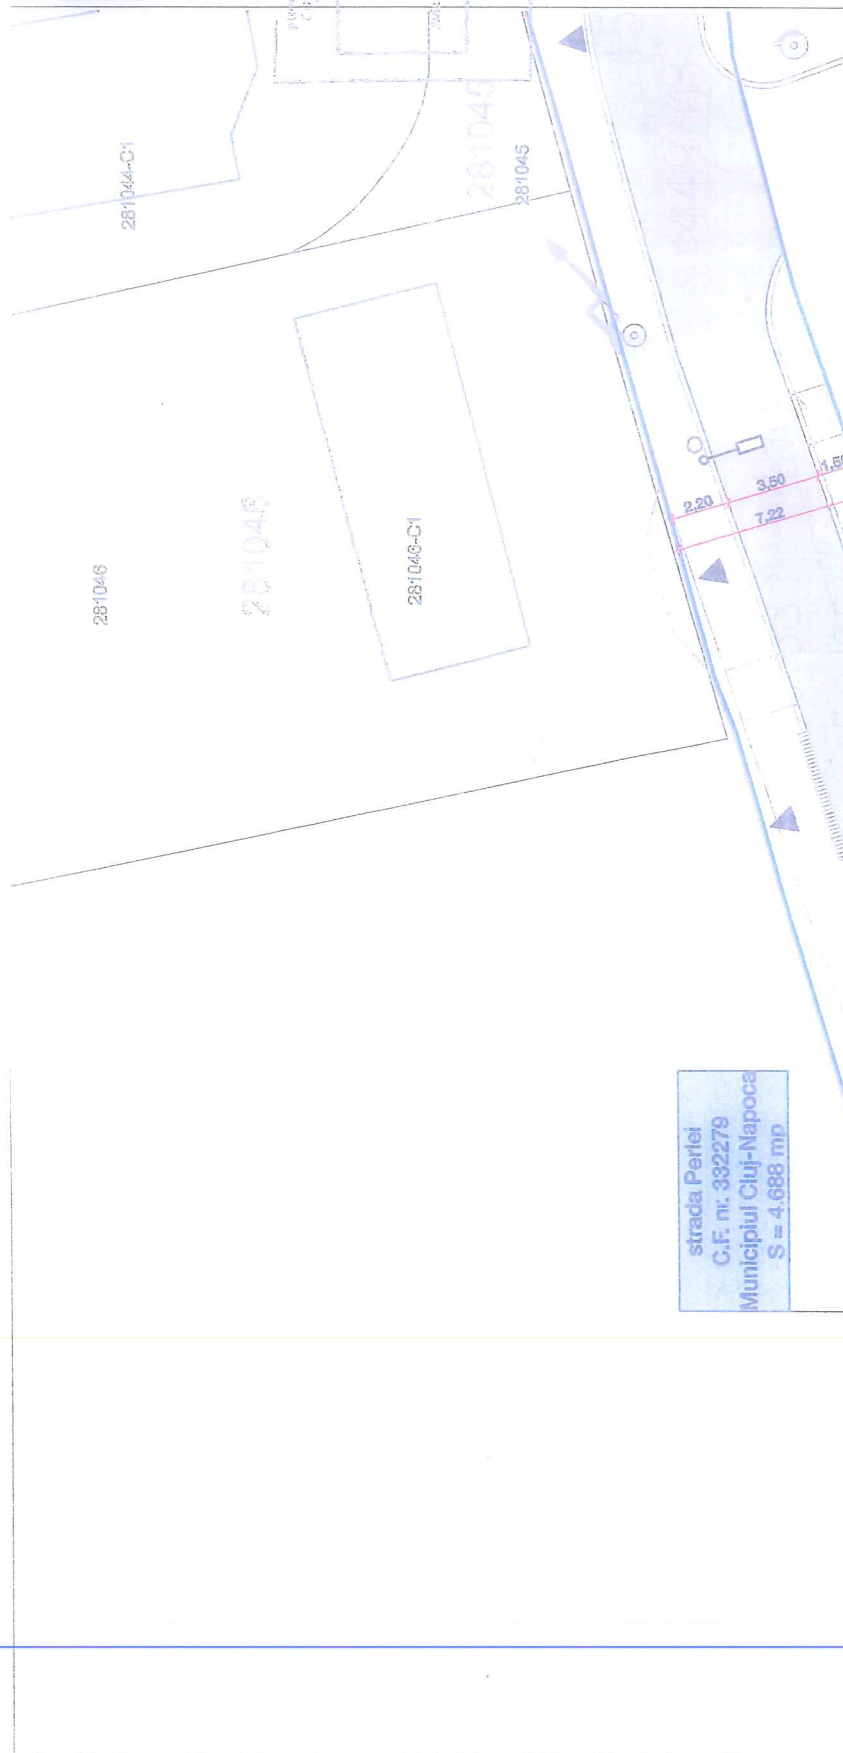 281044-C1
281045
281045
281046
281046
281046-C1
2,20
3,50
7,22
strada Perlei
C.F. nr. 332279
Municipiul Cluj-Napoca
S = 4.688 mp